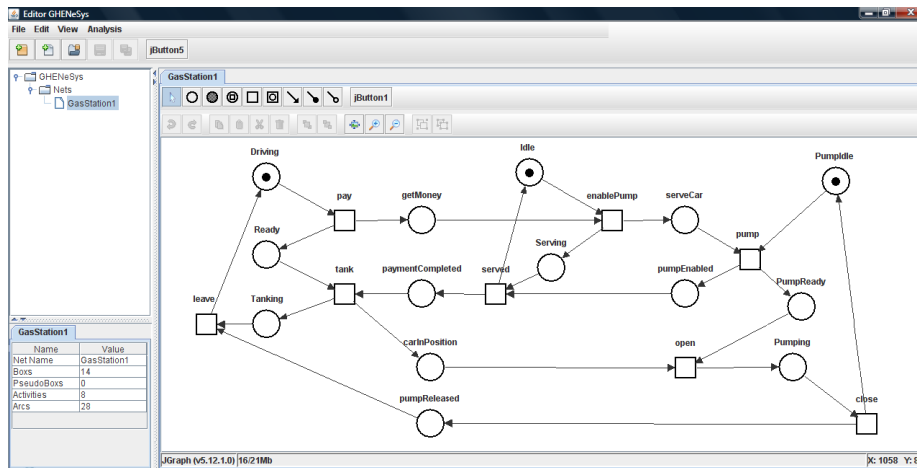 Editor GHENeSys
File Edit View Analysis
jButton5
GHENeSys
Nets
GasStation1
GasStation1
jButton1
Driving
Idle
PumpIdle
pay
getMoney
enablePump
serveCar
Ready
Serving
pump
tank
paymentCompleted
served
pumpEnabled
PumpReady
leave
Tanking
carInPosition
open
Pumping
pumpReleased
close
GasStation1
Name Value
Net Name GasStation1
Boxs 14
PseudoBoxs 0
Activities 8
Arcs 28
JGraph (v5.12.1.0) 16/21Mb
X: 1058 Y: 8